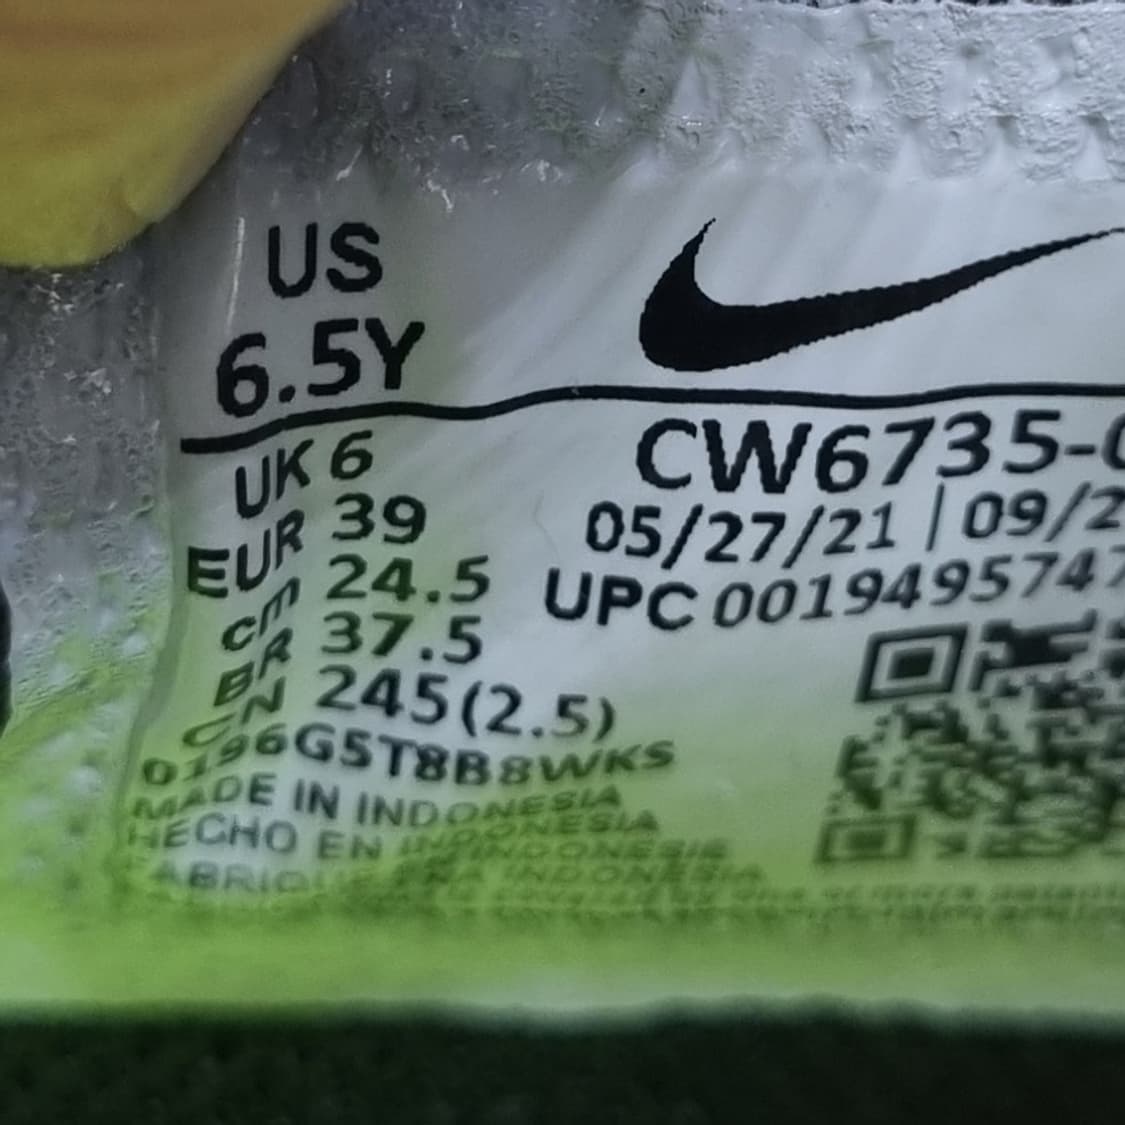 US
6.5Y
UK 6
EUR 39
cm 24.5
BR 37.5
CN 245(2.5)
0196G5T8B8WKS
MADE IN INDONESIA
HECHO EN INDONESIA
CW6735-
05/27/21 | 09/2
UPC 0019495747